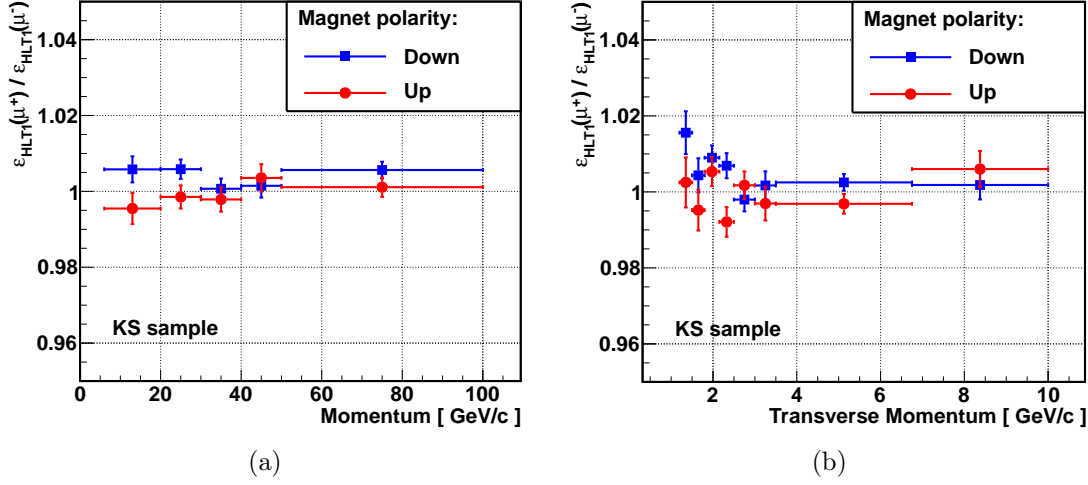 ε_HLT1(μ⁺) / ε_HLT1(μ⁻)
1.04
1.02
1
0.98
0.96
Magnet polarity:
Down
Up
KS sample
0 20 40 60 80 100
Momentum [ GeV/c ]
(a)
ε_HLT1(μ⁺) / ε_HLT1(μ⁻)
1.04
1.02
1
0.98
0.96
Magnet polarity:
Down
Up
KS sample
2 4 6 8 10
Transverse Momentum [ GeV/c ]
(b)